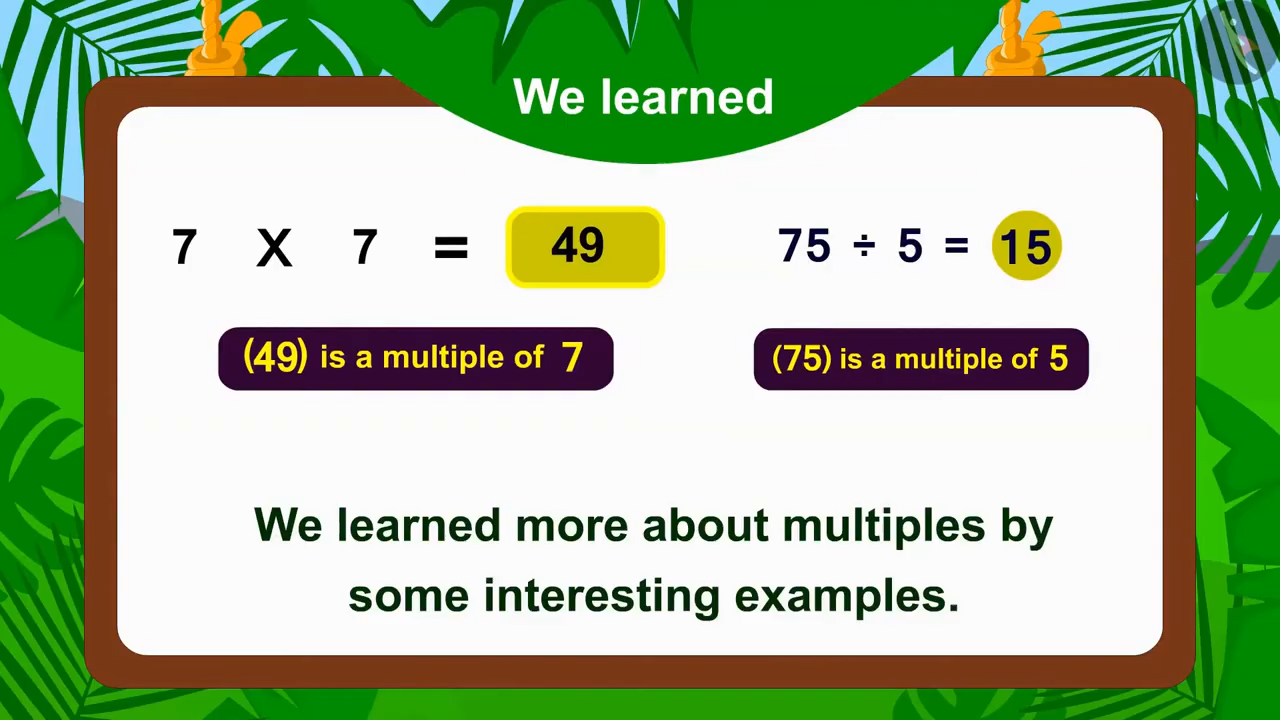 We learned
7 X 7 = 49
75 ÷ 5 = 15
(49) is a multiple of 7
(75) is a multiple of 5
We learned more about multiples by
some interesting examples.